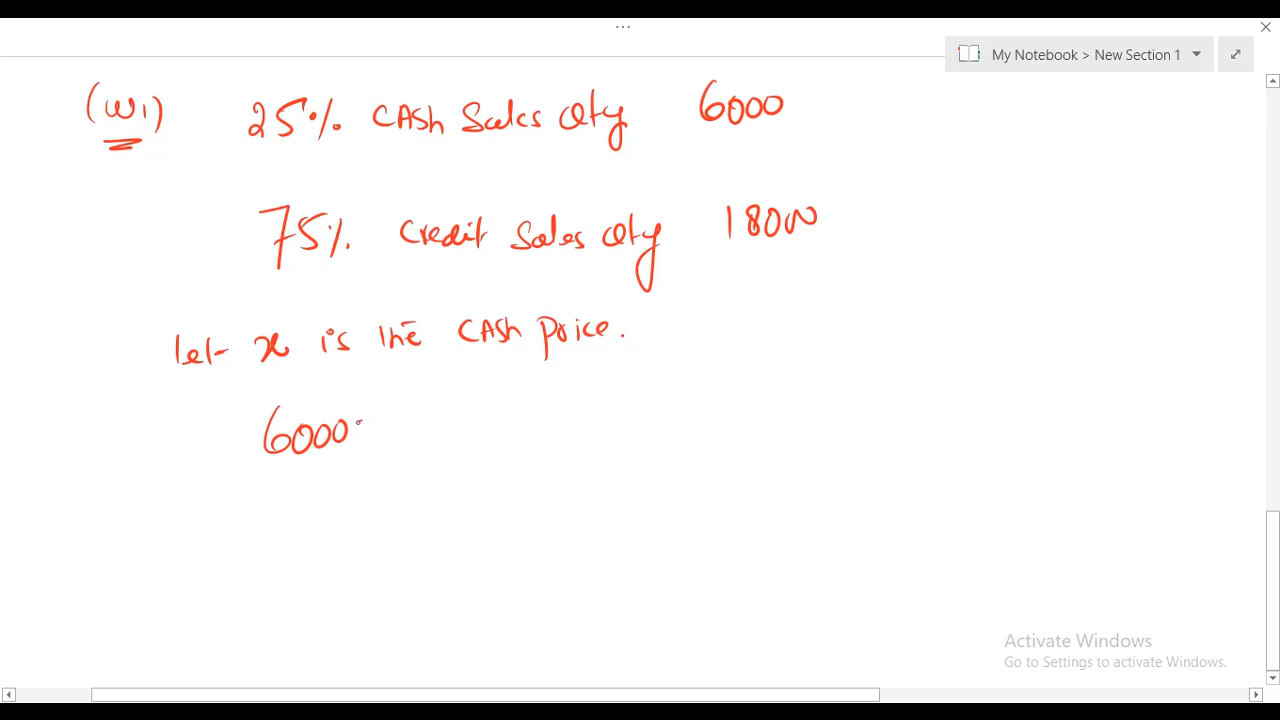 ...
My Notebook > New Section 1
(W1) 25% CASh Sales Qty 6000
75% Credit Sales Qty 18000
let x is the CASh price.
6000
Activate Windows
Go to Settings to activate Windows.